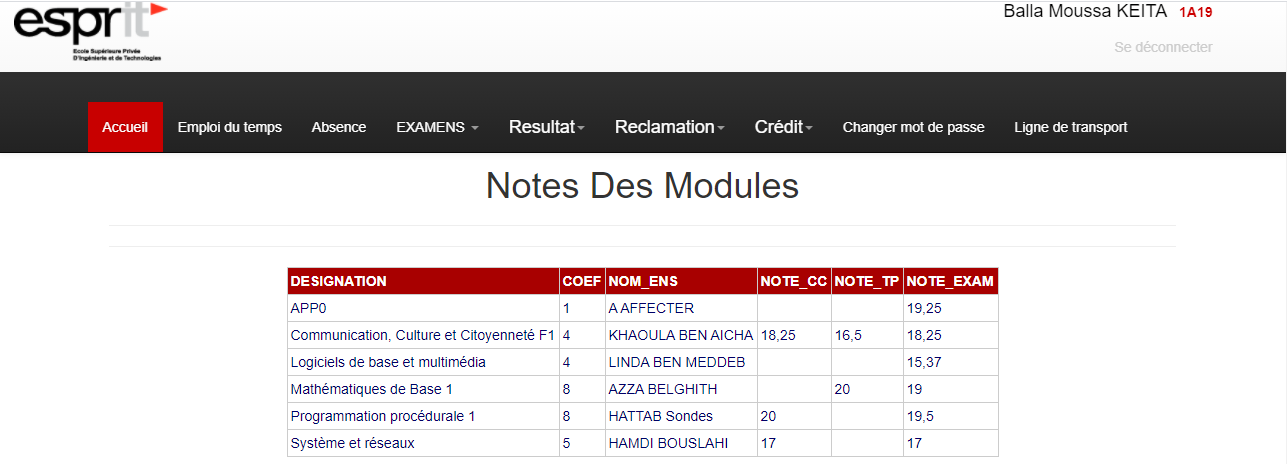 esprit
Ecole Supérieure Privée
D'Ingénierie et de Technologies
Balla Moussa KEITA 1A19
Se déconnecter
Accueil Emploi du temps Absence EXAMENS Resultat Reclamation Crédit Changer mot de passe Ligne de transport
Notes Des Modules
DESIGNATION COEF NOM_ENS NOTE_CC NOTE_TP NOTE_EXAM
APP0 1 A AFFECTER 19,25
Communication, Culture et Citoyenneté F1 4 KHAOULA BEN AICHA 18,25 16,5 18,25
Logiciels de base et multimédia 4 LINDA BEN MEDDEB 15,37
Mathématiques de Base 1 8 AZZA BELGHITH 20 19
Programmation procédurale 1 8 HATTAB Sondes 20 19,5
Système et réseaux 5 HAMDI BOUSLAHI 17 17